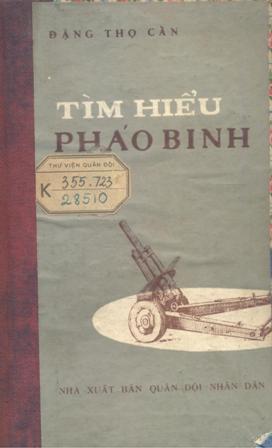 ĐẶNG THỌ CẦN
TÌM HIỂU
PHÁO BINH
THƯ VIỆN QUÂN ĐỘI
K 355.723
28510
NHÀ XUẤT BẢN QUÂN ĐỘI NHÂN DÂN